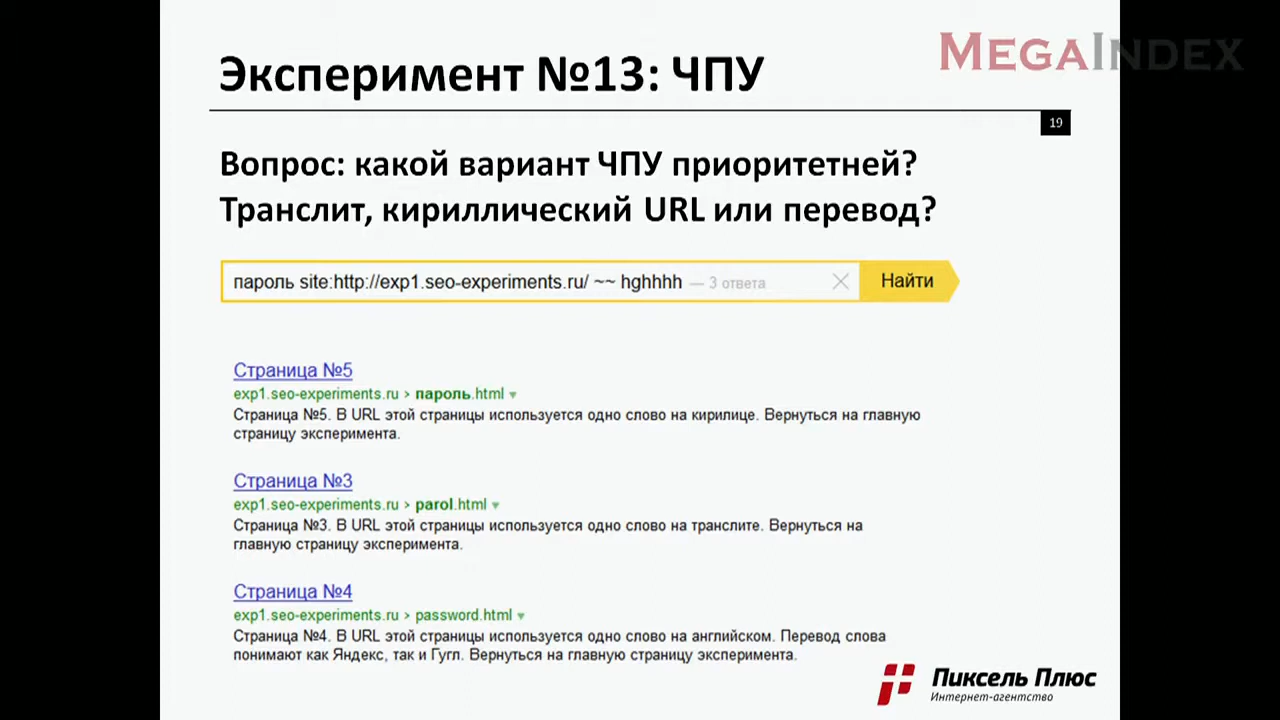 MEGAINDEX
Эксперимент №13: ЧПУ
19
Вопрос: какой вариант ЧПУ приоритетней?
Транслит, кириллический URL или перевод?
пароль site:http://exp1.seo-experiments.ru/ ~~ hghhhh — 3 ответа
Найти
Страница №5
exp1.seo-experiments.ru › пароль.html
Страница №5. В URL этой страницы используется одно слово на кирилице. Вернуться на главную
страницу эксперимента.
Страница №3
exp1.seo-experiments.ru › parol.html
Страница №3. В URL этой страницы используется одно слово на транслите. Вернуться на
главную страницу эксперимента.
Страница №4
exp1.seo-experiments.ru › password.html
Страница №4. В URL этой страницы используется одно слово на английском. Перевод слова
понимают как Яндекс, так и Гугл. Вернуться на главную страницу эксперимента.
Пиксель Плюс
Интернет-агентство